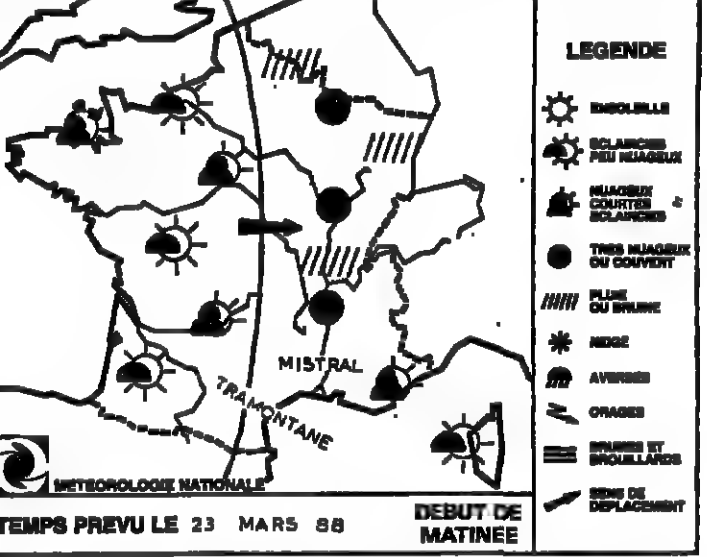 MISTRAL
TRAMONTANE
METEOROLOGIE NATIONALE
TEMPS PREVU LE 23 MARS 88
DEBUT DE
MATINEE
LEGENDE
ENSOLEILLE
ECLAIRCIES
PEU NUAGEUX
NUAGEUX
COURTES
ECLAIRCIES
TRES NUAGEUX
OU COUVERT
PLUIE
OU BRUINE
NEIGE
AVERSES
ORAGES
BRUMES ET
BROUILLARDS
SENS DE
DEPLACEMENT